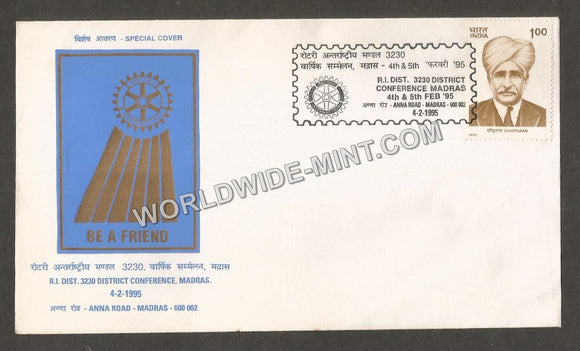 विशेष आवरण - SPECIAL COVER
BE A FRIEND
रोटरी अन्तर्राष्ट्रीय मण्डल 3230, वार्षिक सम्मेलन, मद्रास
R.I. DIST. 3230 DISTRICT CONFERENCE, MADRAS.
4-2-1995
अण्णा रोड - ANNA ROAD - MADRAS - 600 002
रोटरी अन्तर्राष्ट्रीय मण्डल 3230
वार्षिक सम्मेलन, मद्रास - 4th & 5th फरवरी '95
R.I. DIST. 3230 DISTRICT
CONFERENCE MADRAS
4th & 5th FEB '95
अण्णा रोड - ANNA ROAD - MADRAS - 600 002
4-2-1995
भारत
INDIA
1.00
छोटूराम CHHOTURAM
WORLDWIDE-MINT.COM